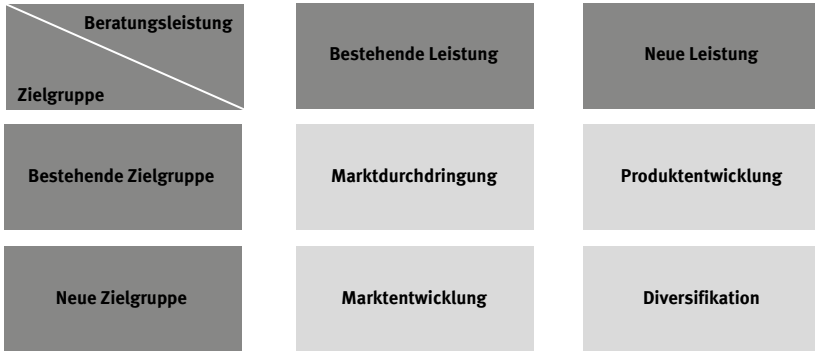 Beratungsleistung
Zielgruppe
Bestehende Leistung
Neue Leistung
Bestehende Zielgruppe
Marktdurchdringung
Produktentwicklung
Neue Zielgruppe
Marktentwicklung
Diversifikation